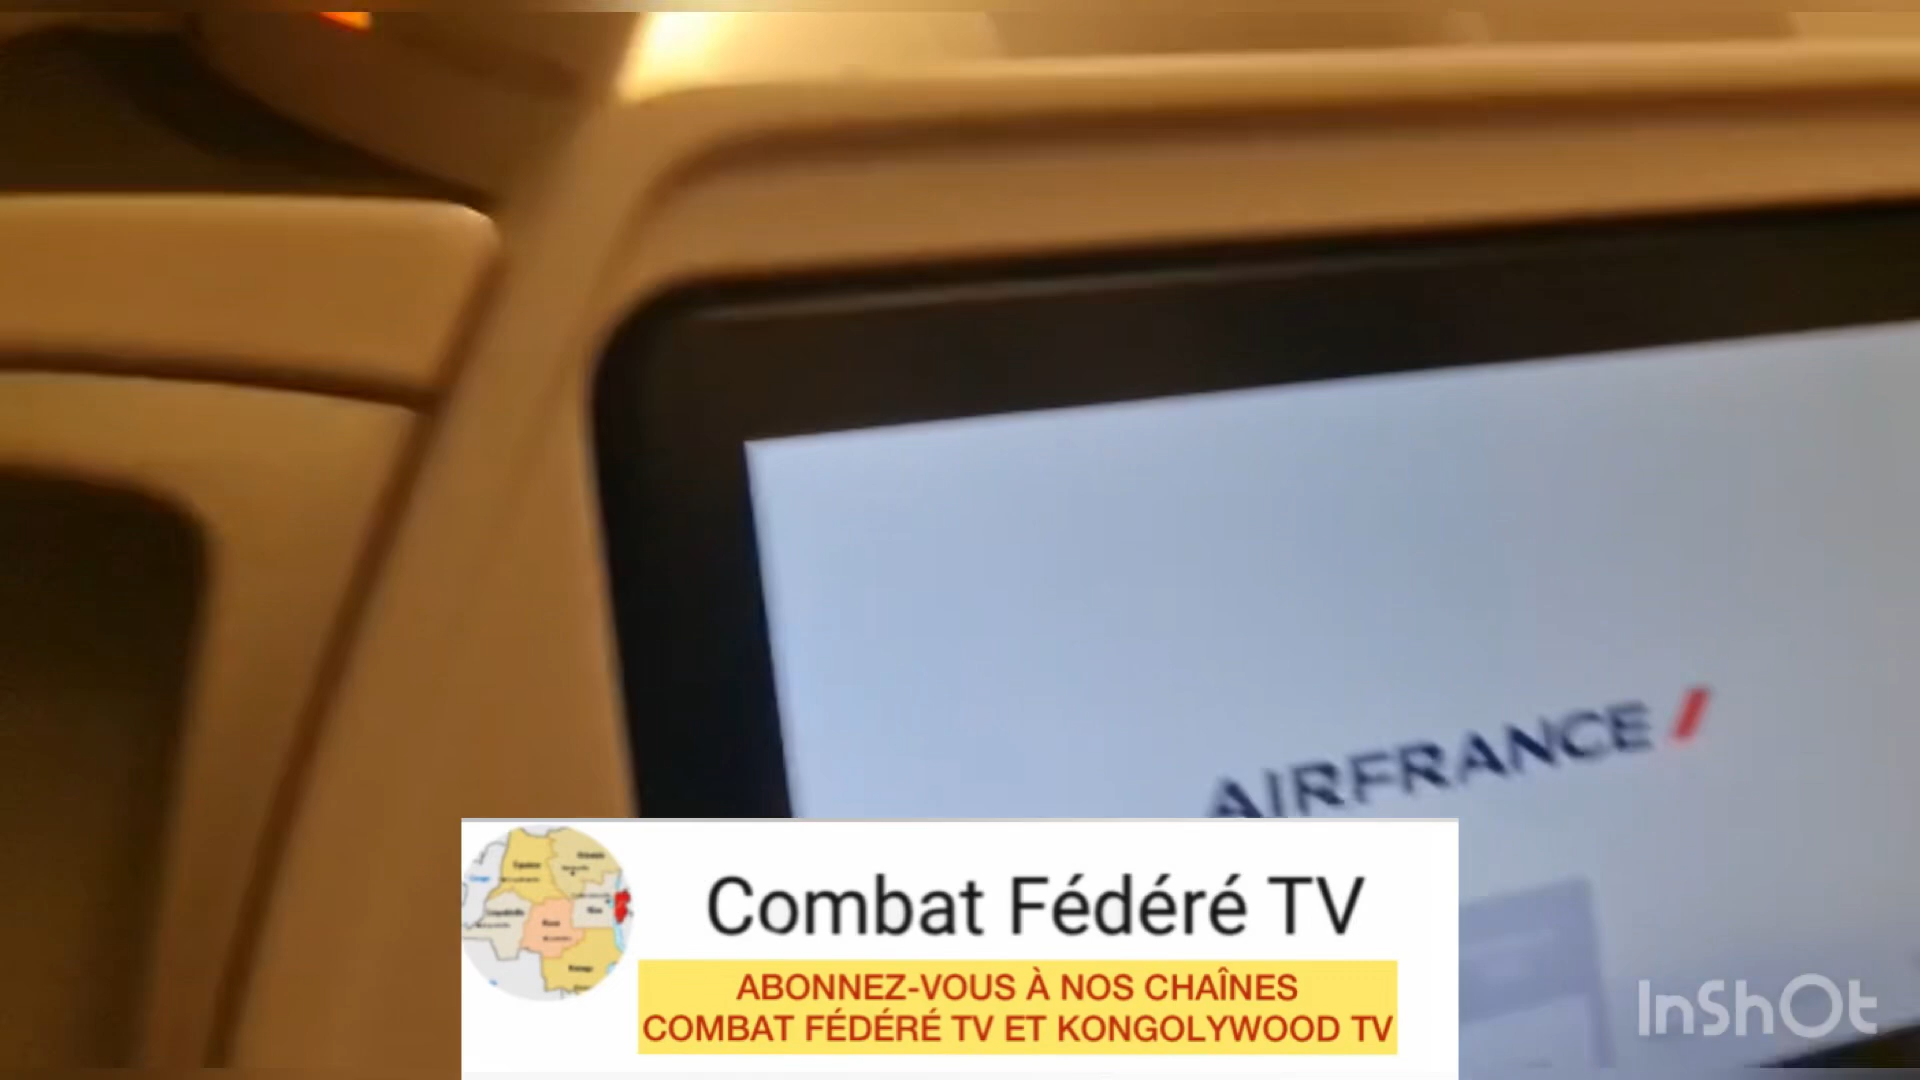 AIRFRANCE
Combat Fédéré TV
ABONNEZ-VOUS À NOS CHAÎNES
COMBAT FÉDÉRÉ TV ET KONGOLYWOOD TV
InShOt